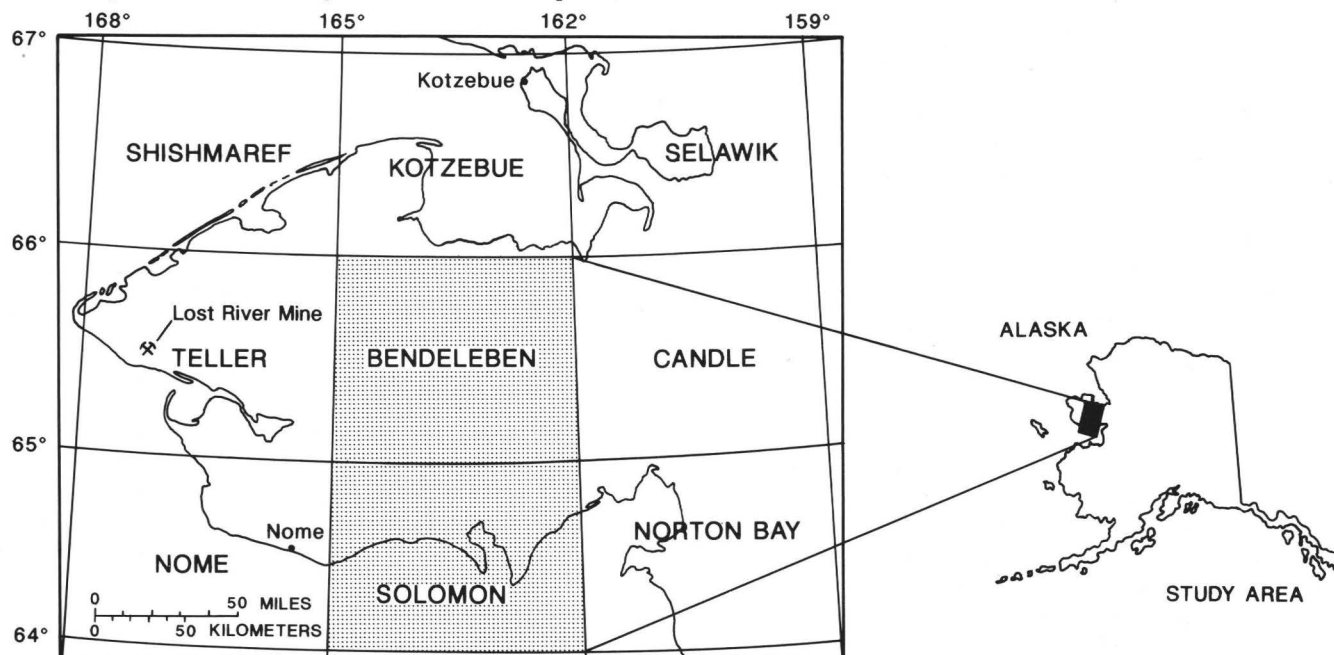 168° 165° 162° 159°
67°
Kotzebue
SHISHMAREF KOTZEBUE SELAWIK
66°
Lost River Mine
ALASKA
TELLER BENDELEBEN CANDLE
65°
Nome NORTON BAY
NOME SOLOMON
STUDY AREA
0 50 MILES
0 50 KILOMETERS
64°